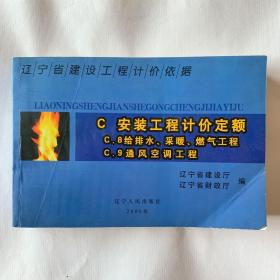 辽宁省建设工程计价依据
LIAONINGSHENGJIANSHEGONGCHENGJIJIAYIJU
C 安装工程计价定额
C.8给排水、采暖、燃气工程
C.9通风空调工程
辽宁省建设厅
辽宁省财政厅
编
辽宁人民出版社